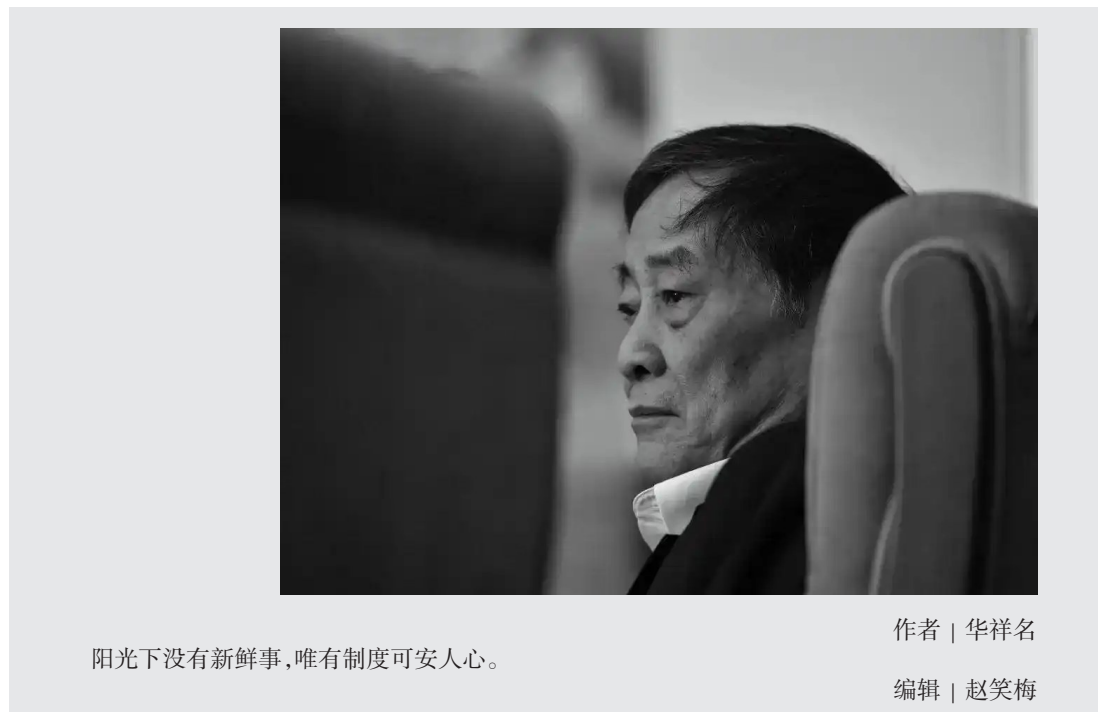 作者 | 华祥名
阳光下没有新鲜事,唯有制度可安人心。
编辑 | 赵笑梅